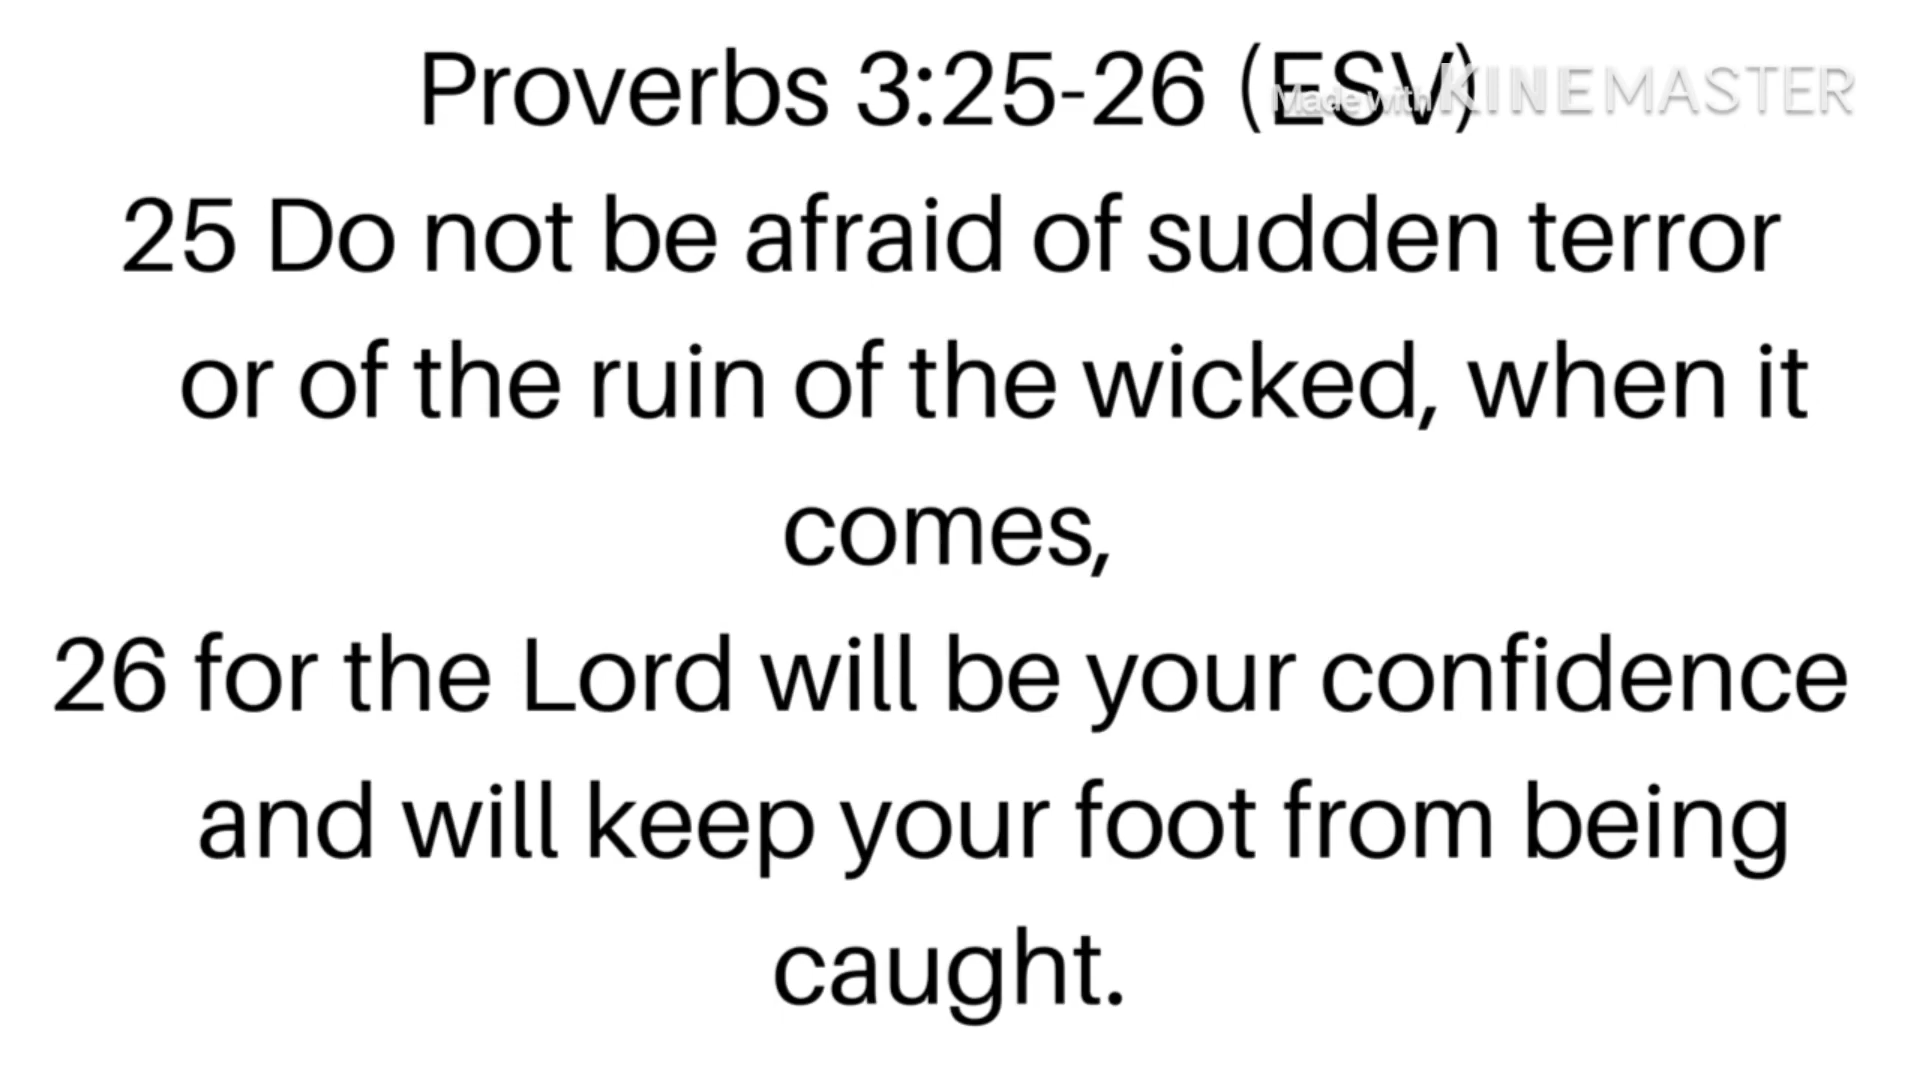 Proverbs 3:25-26 (ESV)
Made with KINEMASTER
25 Do not be afraid of sudden terror
or of the ruin of the wicked, when it
comes,
26 for the Lord will be your confidence
and will keep your foot from being
caught.